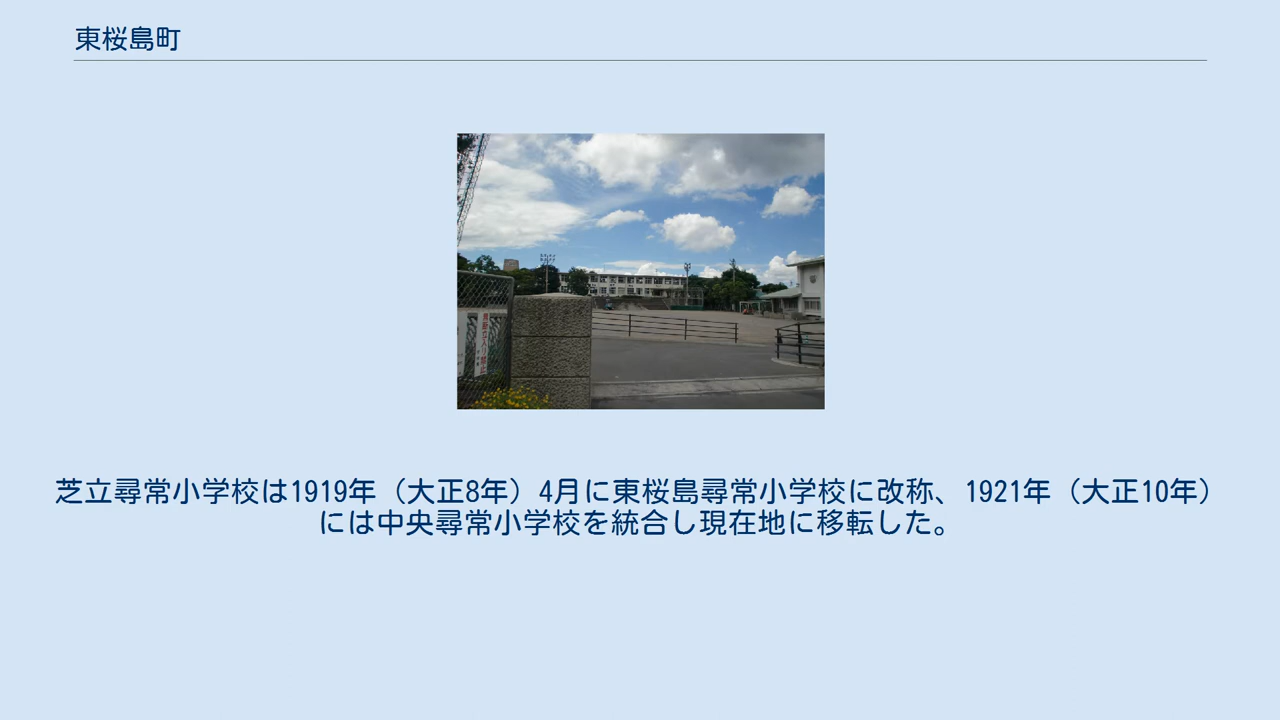 東桜島町
芝立尋常小学校は1919年（大正8年）4月に東桜島尋常小学校に改称、1921年（大正10年）
には中央尋常小学校を統合し現在地に移転した。